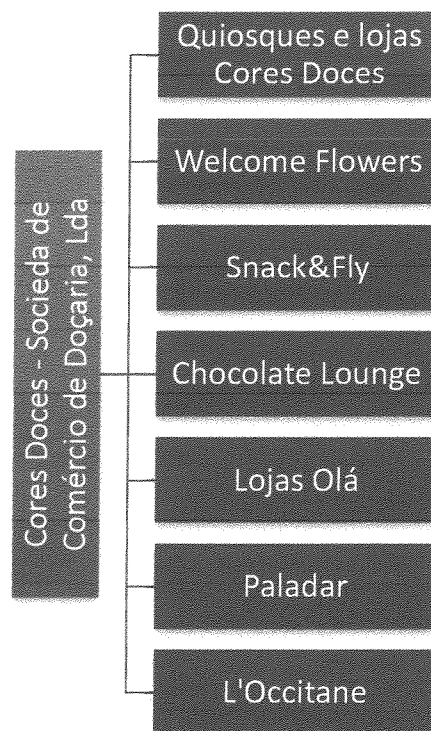 Cores Doces - Socieda de
Comércio de Doçaria, Lda
Quiosques e lojas
Cores Doces
Welcome Flowers
Snack&Fly
Chocolate Lounge
Lojas Olá
Paladar
L'Occitane